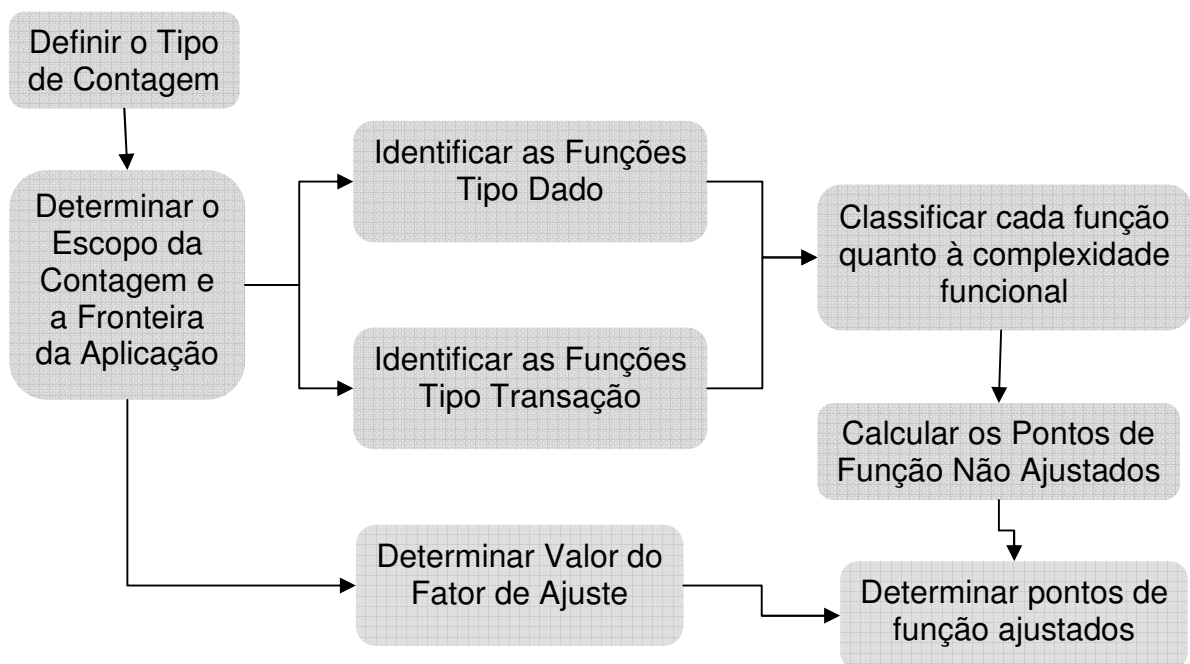 Definir o Tipo
de Contagem
Determinar o
Escopo da
Contagem e
a Fronteira
da Aplicação
Identificar as Funções
Tipo Dado
Identificar as Funções
Tipo Transação
Classificar cada função
quanto à complexidade
funcional
Calcular os Pontos de
Função Não Ajustados
Determinar Valor do
Fator de Ajuste
Determinar pontos de
função ajustados